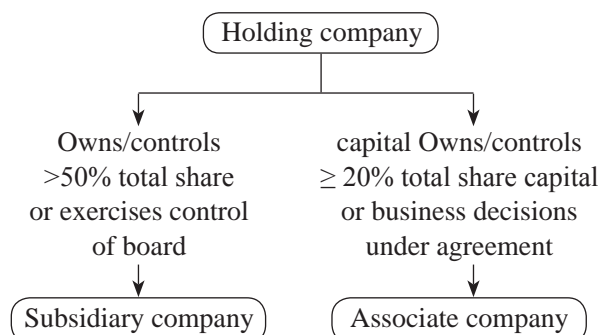 Holding company
Owns/controls
>50% total share
or exercises control
of board
capital Owns/controls
≥ 20% total share capital
or business decisions
under agreement
Subsidiary company
Associate company